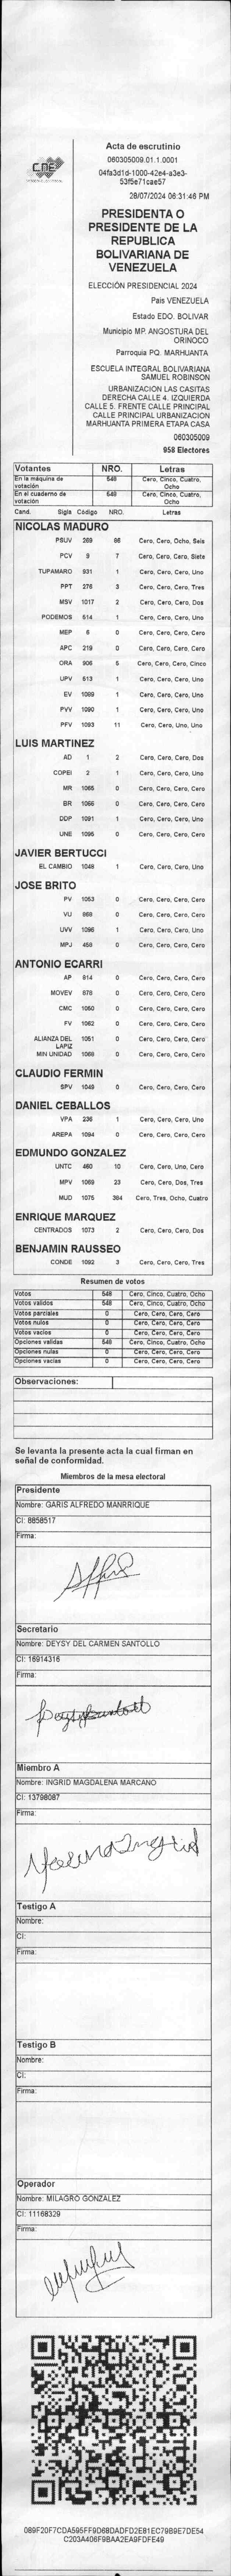 CNE
Acta de escrutinio
060305009.01.1.0001
04fa3d1d-1000-42e4-a3e3-
53f5e71cae57
28/07/2024 06:31:46 PM
PRESIDENTA O
PRESIDENTE DE LA
REPUBLICA
BOLIVARIANA DE
VENEZUELA
ELECCIÓN PRESIDENCIAL 2024
Pais VENEZUELA
Estado EDO. BOLIVAR
Municipio MP. ANGOSTURA DEL
ORINOCO
Parroquia PQ. MARHUANTA
ESCUELA INTEGRAL BOLIVARIANA
SAMUEL ROBINSON
URBANIZACION LAS CASITAS
DERECHA CALLE 4. IZQUIERDA
CALLE 5. FRENTE CALLE PRINCIPAL
CALLE PRINCIPAL URBANIZACION
MARHUANTA PRIMERA ETAPA CASA
060305009
958 Electores
Votantes NRO. Letras
En la máquina de votación 548 Cero, Cinco, Cuatro, Ocho
En el cuaderno de votación 548 Cero, Cinco, Cuatro, Ocho
Cand. Sigla Código NRO. Letras
NICOLAS MADURO
PSUV 269 86 Cero, Cero, Ocho, Seis
PCV 9 7 Cero, Cero, Cero, Siete
TUPAMARO 931 1 Cero, Cero, Cero, Uno
PPT 276 3 Cero, Cero, Cero, Tres
MSV 1017 2 Cero, Cero, Cero, Dos
PODEMOS 514 1 Cero, Cero, Cero, Uno
MEP 6 0 Cero, Cero, Cero, Cero
APC 219 0 Cero, Cero, Cero, Cero
ORA 906 5 Cero, Cero, Cero, Cinco
UPV 613 1 Cero, Cero, Cero, Uno
EV 1099 1 Cero, Cero, Cero, Uno
PVV 1090 1 Cero, Cero, Cero, Uno
PFV 1093 11 Cero, Cero, Uno, Uno
LUIS MARTINEZ
AD 1 2 Cero, Cero, Cero, Dos
COPEI 2 1 Cero, Cero, Cero, Uno
MR 1065 0 Cero, Cero, Cero, Cero
BR 1066 0 Cero, Cero, Cero, Cero
DDP 1091 1 Cero, Cero, Cero, Uno
UNE 1095 0 Cero, Cero, Cero, Cero
JAVIER BERTUCCI
EL CAMBIO 1048 1 Cero, Cero, Cero, Uno
JOSE BRITO
PV 1053 0 Cero, Cero, Cero, Cero
VU 868 0 Cero, Cero, Cero, Cero
UVV 1096 1 Cero, Cero, Cero, Uno
MPJ 458 0 Cero, Cero, Cero, Cero
ANTONIO ECARRI
AP 914 0 Cero, Cero, Cero, Cero
MOVEV 878 0 Cero, Cero, Cero, Cero
CMC 1050 0 Cero, Cero, Cero, Cero
FV 1062 0 Cero, Cero, Cero, Cero
ALIANZA DEL LAPIZ 1051 0 Cero, Cero, Cero, Cero
MIN UNIDAD 1068 0 Cero, Cero, Cero, Cero
CLAUDIO FERMIN
SPV 1049 0 Cero, Cero, Cero, Cero
DANIEL CEBALLOS
VPA 236 1 Cero, Cero, Cero, Uno
AREPA 1094 0 Cero, Cero, Cero, Cero
EDMUNDO GONZALEZ
UNTC 460 10 Cero, Cero, Uno, Cero
MPV 1069 23 Cero, Cero, Dos, Tres
MUD 1075 384 Cero, Tres, Ocho, Cuatro
ENRIQUE MARQUEZ
CENTRADOS 1073 2 Cero, Cero, Cero, Dos
BENJAMIN RAUSSEO
CONDE 1092 3 Cero, Cero, Cero, Tres
Resumen de votos
Votos 548 Cero, Cinco, Cuatro, Ocho
Votos validos 548 Cero, Cinco, Cuatro, Ocho
Votos parciales 0 Cero, Cero, Cero, Cero
Votos nulos 0 Cero, Cero, Cero, Cero
Votos vacios 0 Cero, Cero, Cero, Cero
Opciones validas 548 Cero, Cinco, Cuatro, Ocho
Opciones nulas 0 Cero, Cero, Cero, Cero
Opciones vacias 0 Cero, Cero, Cero, Cero
Observaciones:
Se levanta la presente acta la cual firman en
señal de conformidad.
Miembros de la mesa electoral
Presidente
Nombre: GARIS ALFREDO MANRRIQUE
CI: 8858517
Firma:
Secretario
Nombre: DEYSY DEL CARMEN SANTOLLO
CI: 16914316
Firma:
Miembro A
Nombre: INGRID MAGDALENA MARCANO
CI: 13798087
Firma:
Testigo A
Nombre:
CI:
Firma:
Testigo B
Nombre:
CI:
Firma:
Operador
Nombre: MILAGRO GONZALEZ
CI: 11168329
Firma:
089F20F7CDA595FF9D68DADFD2E81EC79B9E7DE54
C203A406F9BAA2EA9FDFE49